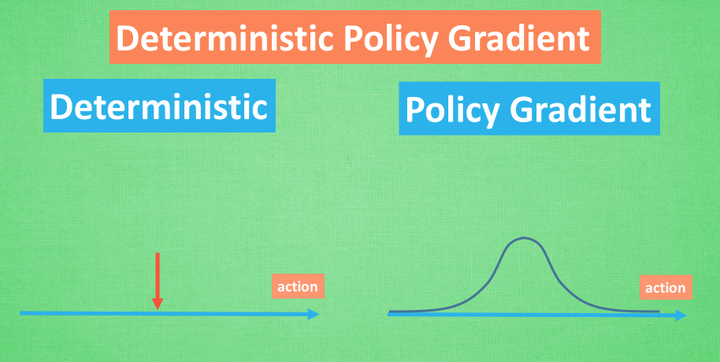 Deterministic Policy Gradient
Deterministic
Policy Gradient
action
action